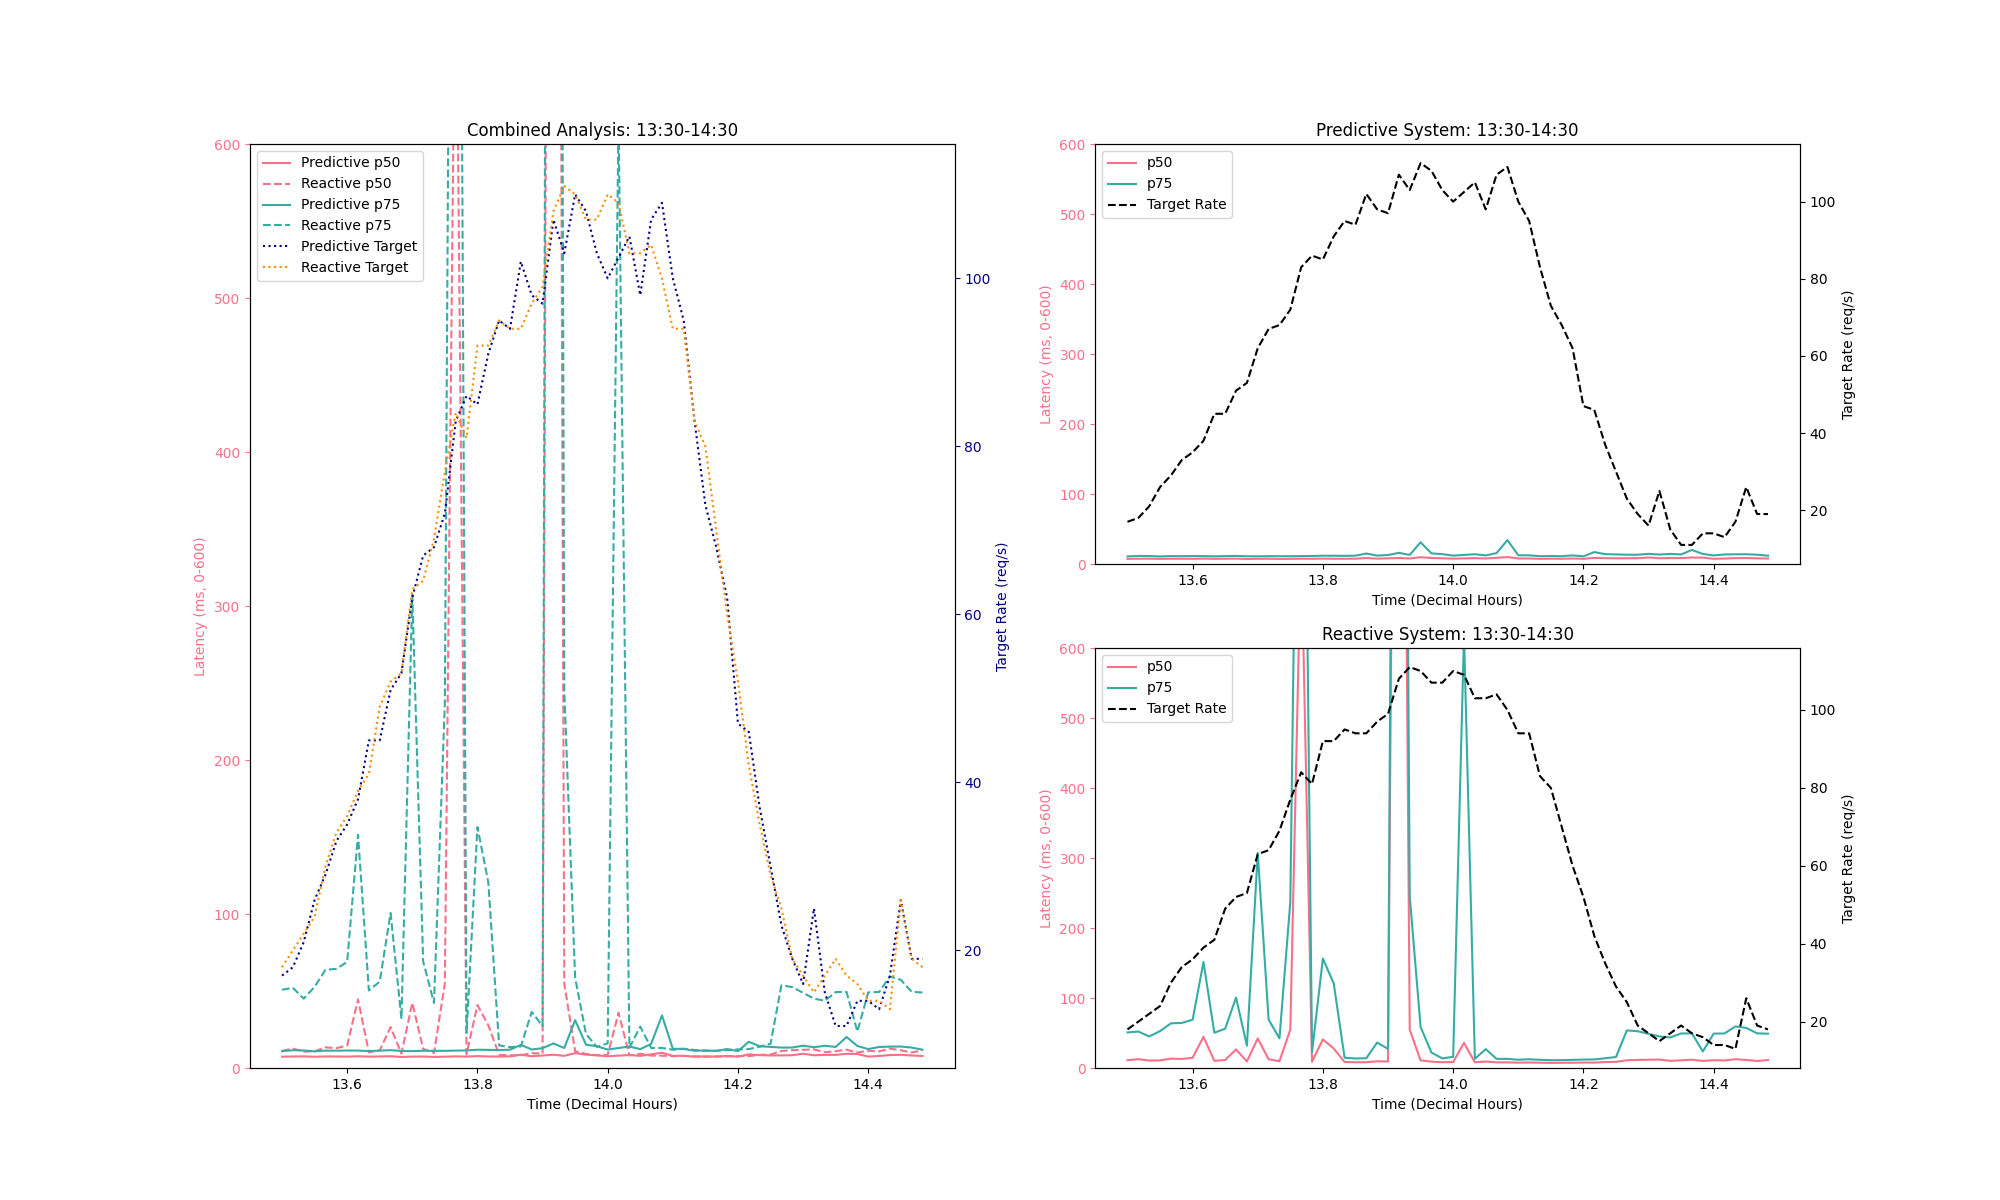 Combined Analysis: 13:30-14:30
Predictive p50
Reactive p50
Predictive p75
Reactive p75
Predictive Target
Reactive Target
600
500
400
300
200
100
0
Latency (ms, 0-600)
100
80
60
40
20
Target Rate (req/s)
13.6 13.8 14.0 14.2 14.4
Time (Decimal Hours)
Predictive System: 13:30-14:30
p50
p75
Target Rate
600
500
400
300
200
100
0
Latency (ms, 0-600)
100
80
60
40
20
Target Rate (req/s)
13.6 13.8 14.0 14.2 14.4
Time (Decimal Hours)
Reactive System: 13:30-14:30
p50
p75
Target Rate
600
500
400
300
200
100
0
Latency (ms, 0-600)
100
80
60
40
20
Target Rate (req/s)
13.6 13.8 14.0 14.2 14.4
Time (Decimal Hours)